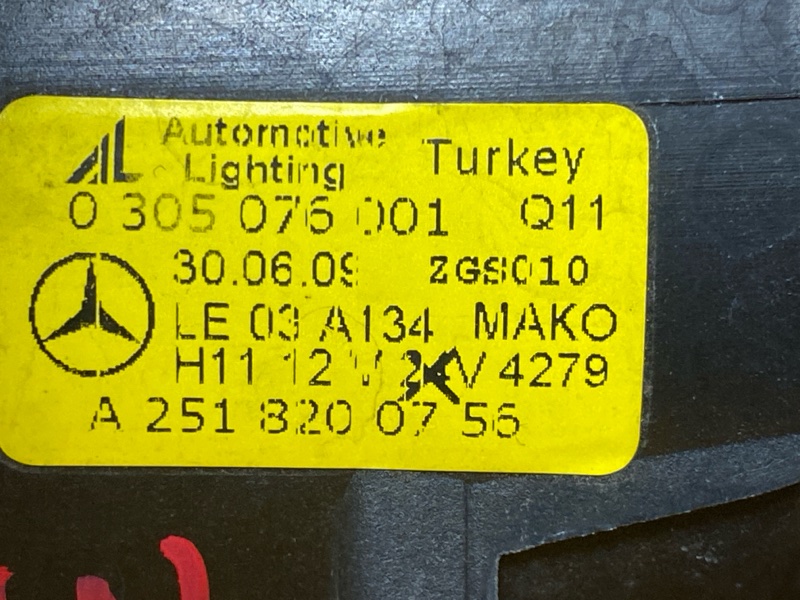 AL Automotive Lighting Turkey
0 305 076 001 Q11
30.06.09 ZGS010
LE 03 A134 MAKO
H11 12 V V 4279
A 251 820 07 56